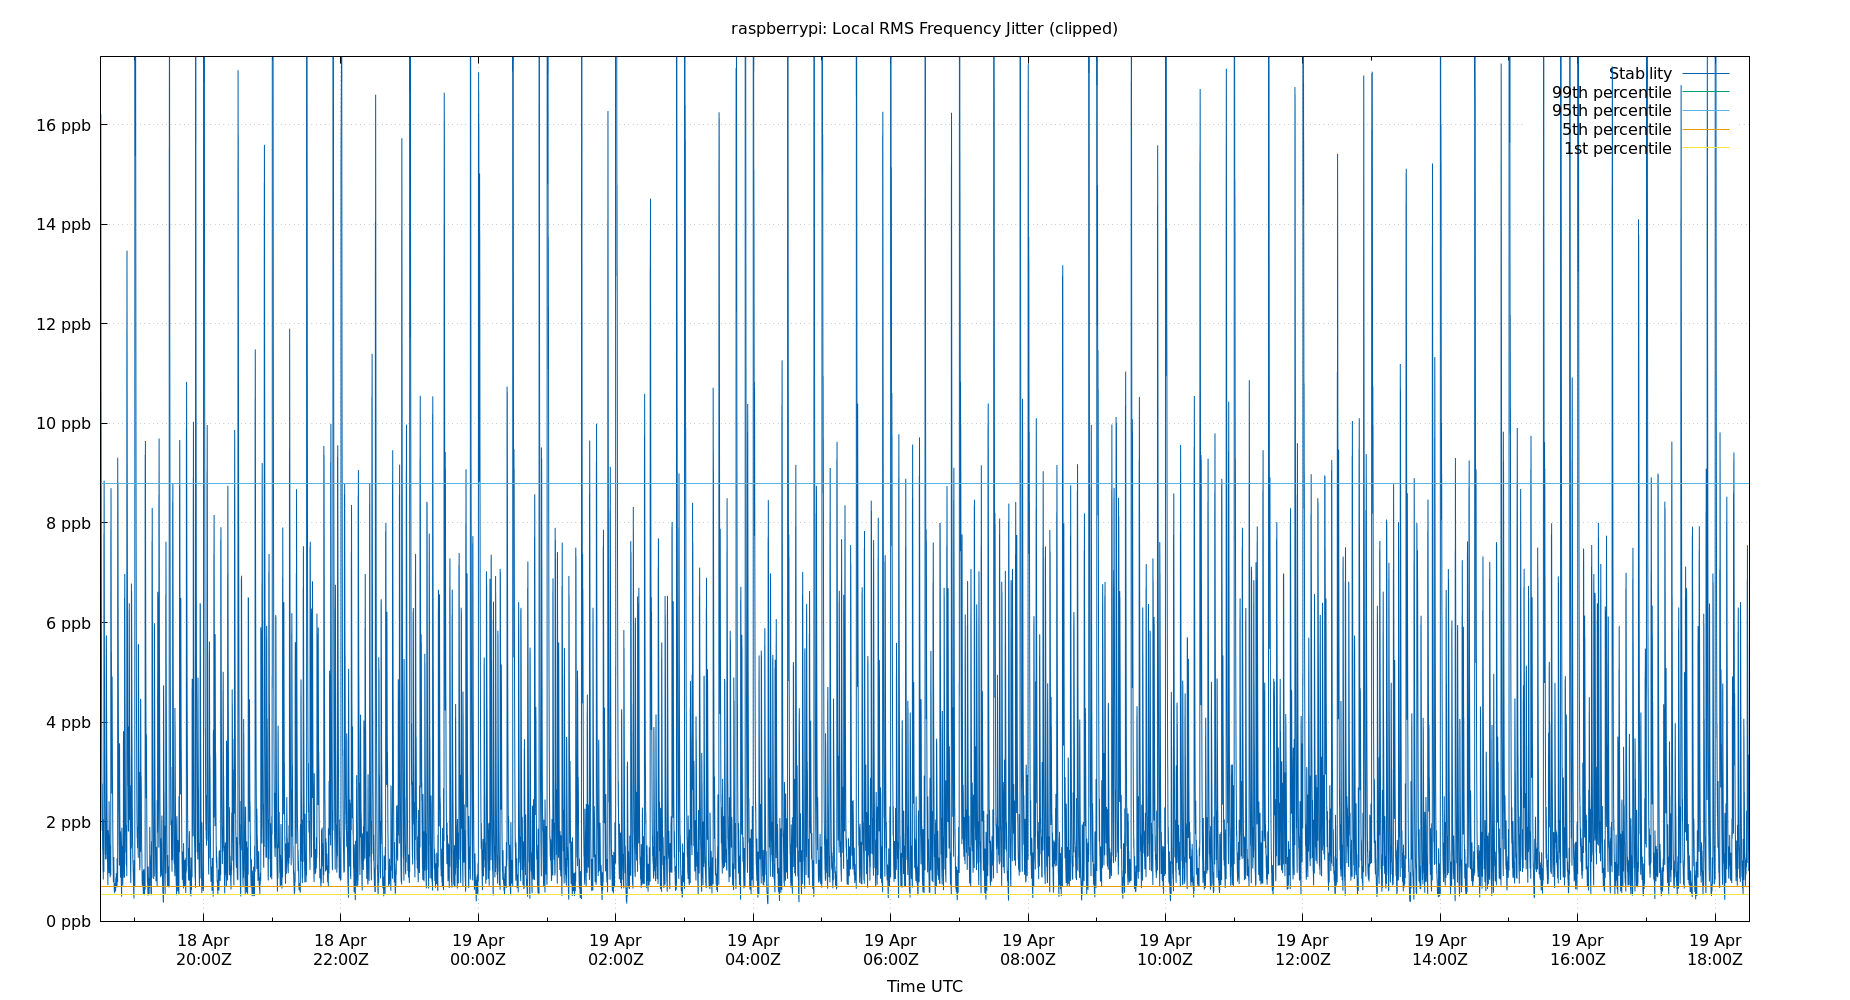 raspberrypi: Local RMS Frequency Jitter (clipped)
Stability
99th percentile
95th percentile
5th percentile
1st percentile
16 ppb
14 ppb
12 ppb
10 ppb
8 ppb
6 ppb
4 ppb
2 ppb
0 ppb
18 Apr 18 Apr 19 Apr 19 Apr 19 Apr 19 Apr 19 Apr 19 Apr 19 Apr 19 Apr 19 Apr 19 Apr
20:00Z 22:00Z 00:00Z 02:00Z 04:00Z 06:00Z 08:00Z 10:00Z 12:00Z 14:00Z 16:00Z 18:00Z
Time UTC